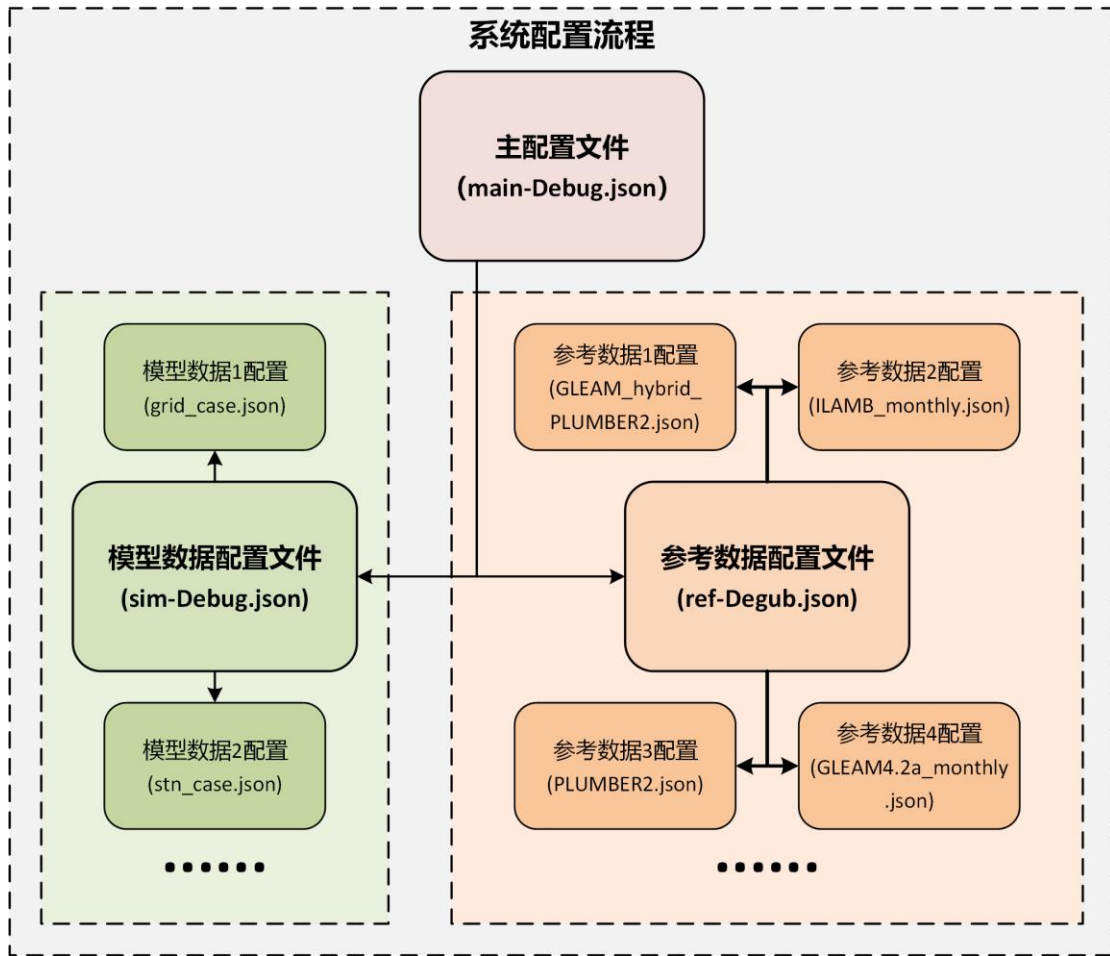 系统配置流程
主配置文件
(main-Debug.json)
模型数据1配置
(grid_case.json)
参考数据1配置
(GLEAM_hybrid_
PLUMBER2.json)
参考数据2配置
(ILAMB_monthly.json)
模型数据配置文件
(sim-Debug.json)
参考数据配置文件
(ref-Degub.json)
模型数据2配置
(stn_case.json)
参考数据3配置
(PLUMBER2.json)
参考数据4配置
(GLEAM4.2a_monthly
.json)
......
......